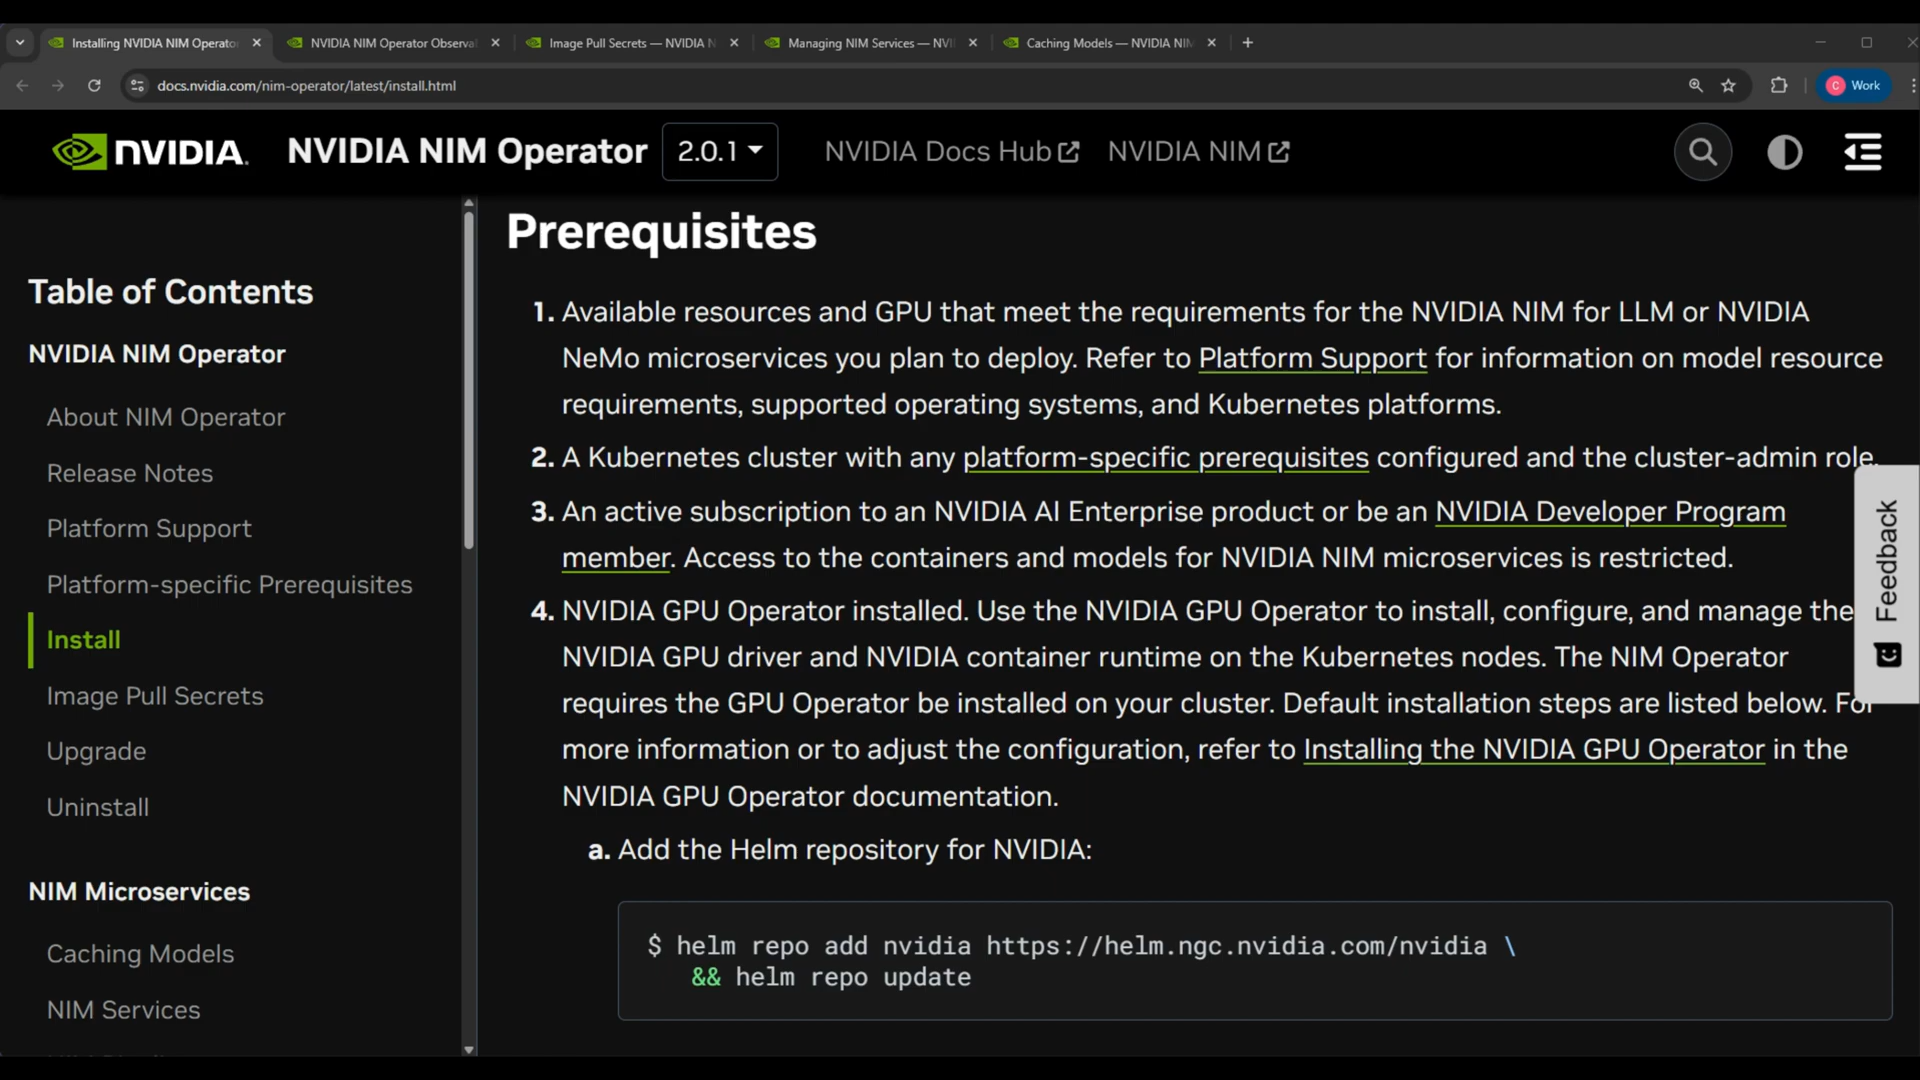 Installing NVIDIA NIM Operato
NVIDIA NIM Operator Observa
Image Pull Secrets — NVIDIA N
Managing NIM Services — NVI
Caching Models — NVIDIA NIM
docs.nvidia.com/nim-operator/latest/install.html
C Work
NVIDIA.
NVIDIA NIM Operator
2.0.1
NVIDIA Docs Hub
NVIDIA NIM
Table of Contents
NVIDIA NIM Operator
About NIM Operator
Release Notes
Platform Support
Platform-specific Prerequisites
Install
Image Pull Secrets
Upgrade
Uninstall
NIM Microservices
Caching Models
NIM Services
Prerequisites
1. Available resources and GPU that meet the requirements for the NVIDIA NIM for LLM or NVIDIA
NeMo microservices you plan to deploy. Refer to Platform Support for information on model resource
requirements, supported operating systems, and Kubernetes platforms.
2. A Kubernetes cluster with any platform-specific prerequisites configured and the cluster-admin role.
3. An active subscription to an NVIDIA AI Enterprise product or be an NVIDIA Developer Program
member. Access to the containers and models for NVIDIA NIM microservices is restricted.
4. NVIDIA GPU Operator installed. Use the NVIDIA GPU Operator to install, configure, and manage the
NVIDIA GPU driver and NVIDIA container runtime on the Kubernetes nodes. The NIM Operator
requires the GPU Operator be installed on your cluster. Default installation steps are listed below. For
more information or to adjust the configuration, refer to Installing the NVIDIA GPU Operator in the
NVIDIA GPU Operator documentation.
a. Add the Helm repository for NVIDIA:
$ helm repo add nvidia https://helm.ngc.nvidia.com/nvidia \
&& helm repo update
Feedback